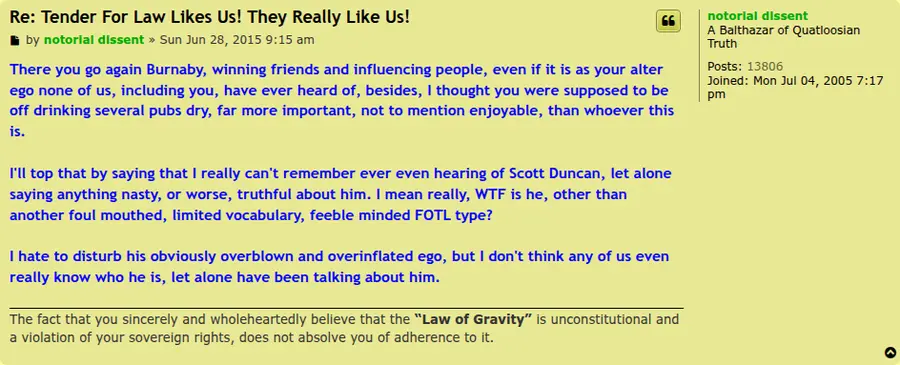 Re: Tender For Law Likes Us! They Really Like Us!
by notorial dissent » Sun Jun 28, 2015 9:15 am
There you go again Burnaby, winning friends and influencing people, even if it is as your alter
ego none of us, including you, have ever heard of, besides, I thought you were supposed to be
off drinking several pubs dry, far more important, not to mention enjoyable, than whoever this
is.
I'll top that by saying that I really can't remember ever even hearing of Scott Duncan, let alone
saying anything nasty, or worse, truthful about him. I mean really, WTF is he, other than
another foul mouthed, limited vocabulary, feeble minded FOTL type?
I hate to disturb his obviously overblown and overinflated ego, but I don't think any of us even
really know who he is, let alone have been talking about him.
The fact that you sincerely and wholeheartedly believe that the “Law of Gravity” is unconstitutional and
a violation of your sovereign rights, does not absolve you of adherence to it.
notorial dissent
A Balthazar of Quatloosian
Truth
Posts: 13806
Joined: Mon Jul 04, 2005 7:17
pm